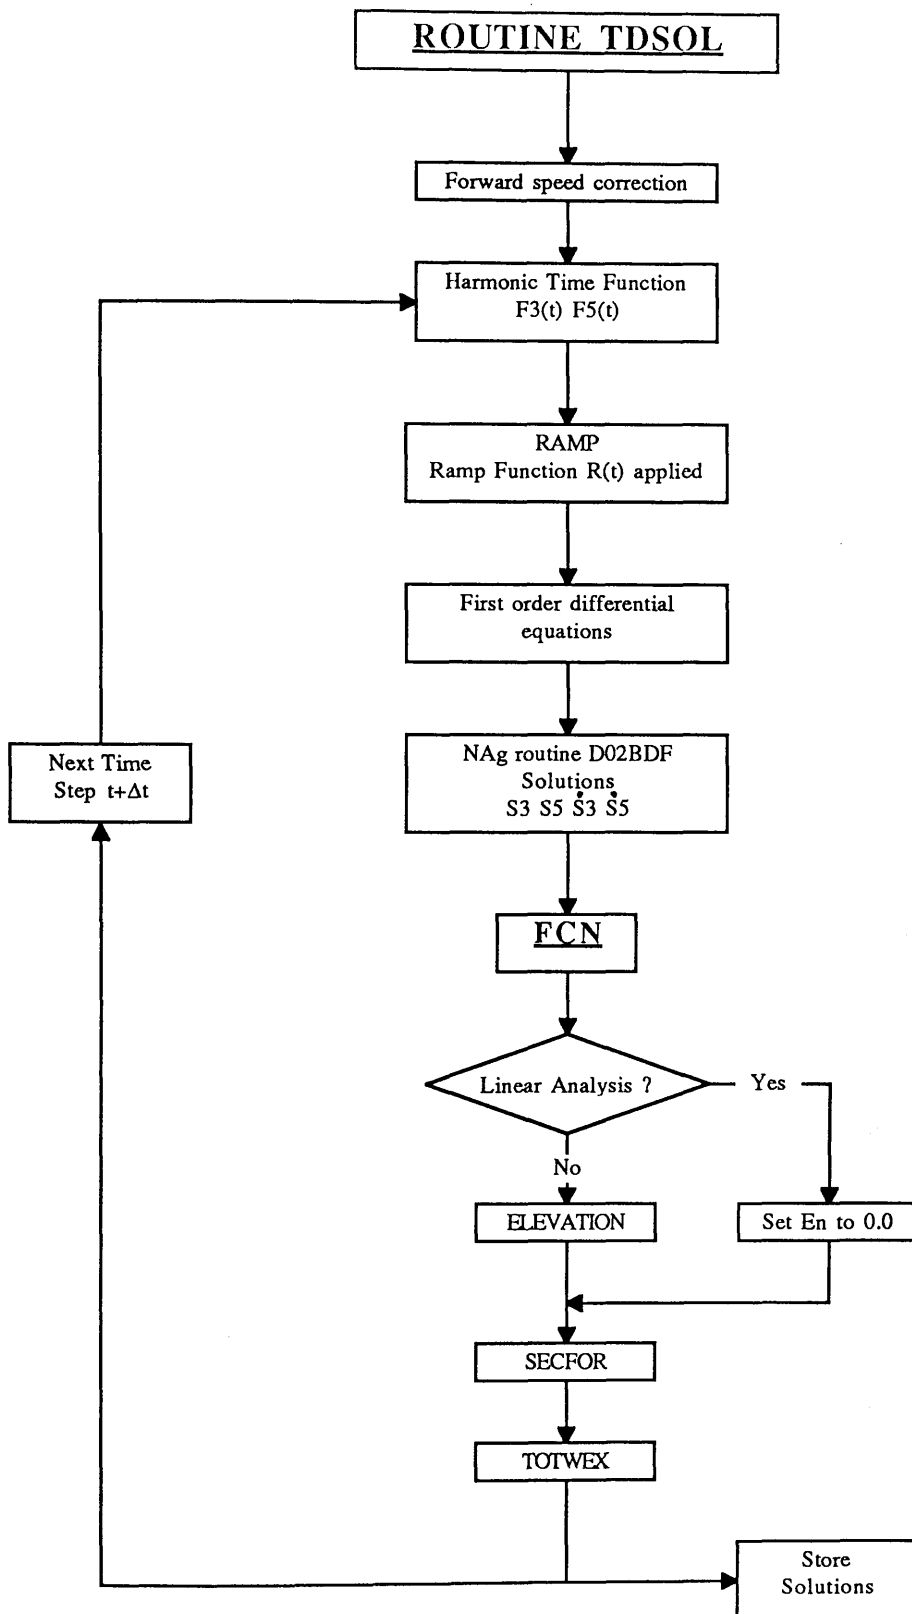 ROUTINE TDSOL
Forward speed correction
Harmonic Time Function
F3(t) F5(t)
RAMP
Ramp Function R(t) applied
First order differential
equations
Next Time
Step t+Δt
NAg routine D02BDF
Solutions
S3 S5 Ṡ3 Ṡ5
FCN
Linear Analysis ?
Yes
No
ELEVATION
Set En to 0.0
SECFOR
TOTWEX
Store
Solutions